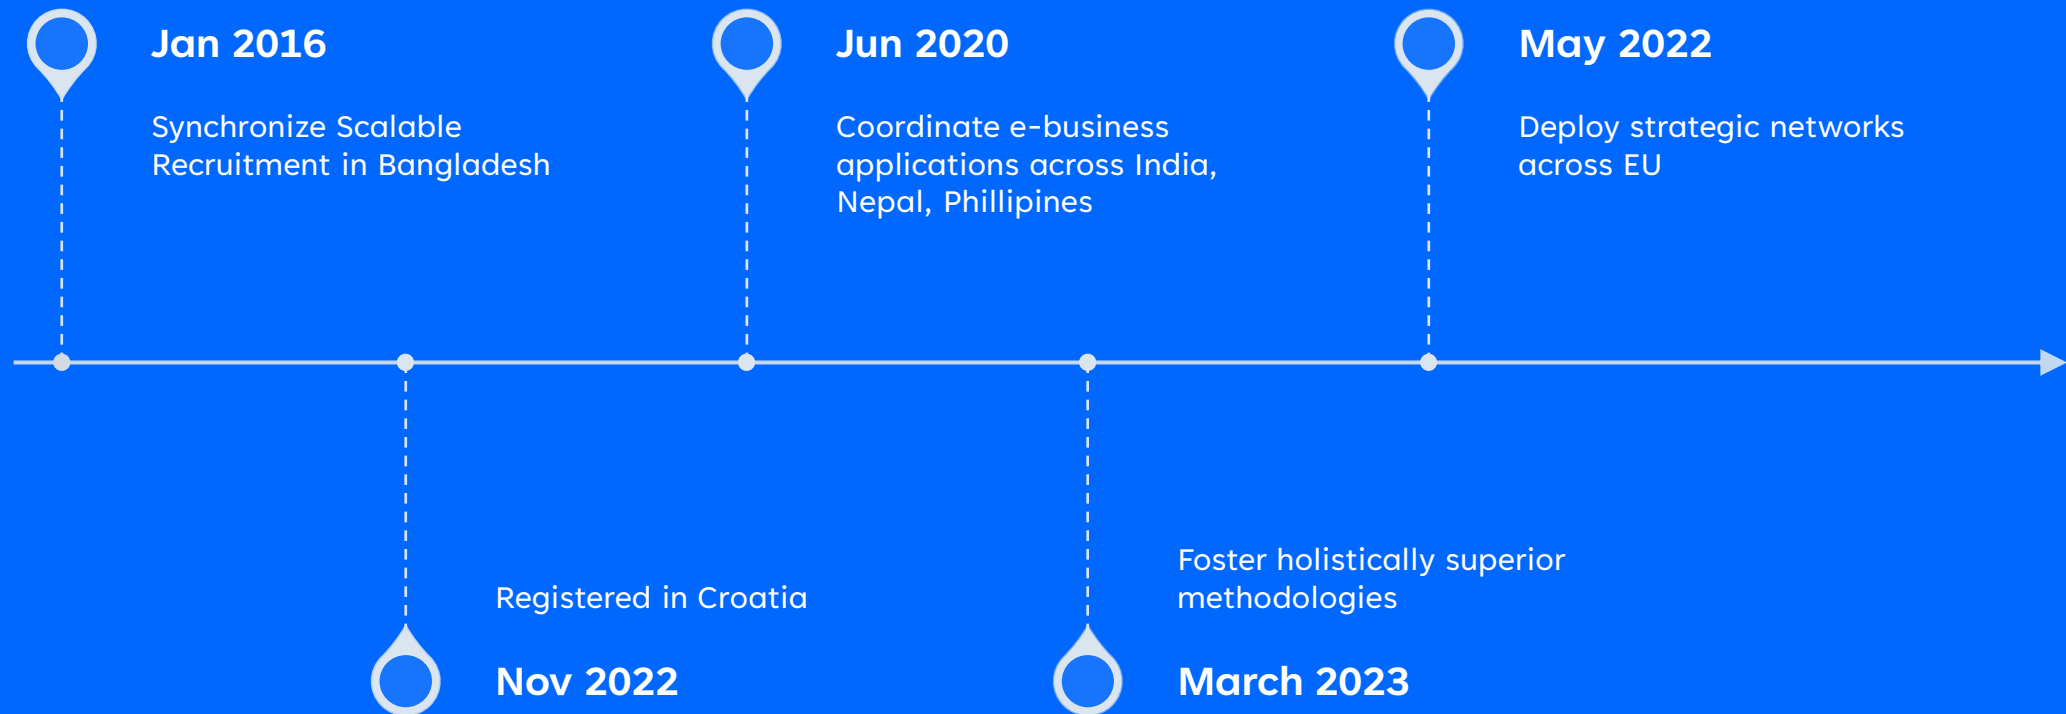 Jan 2016
Synchronize Scalable
Recruitment in Bangladesh
Jun 2020
Coordinate e-business
applications across India,
Nepal, Phillipines
May 2022
Deploy strategic networks
across EU
Registered in Croatia
Nov 2022
Foster holistically superior
methodologies
March 2023